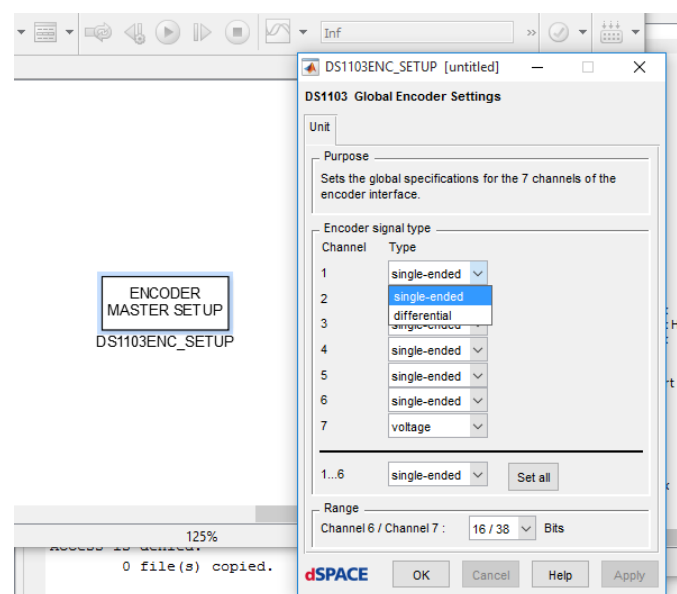 Inf
»
DS1103ENC_SETUP [untitled]
DS1103 Global Encoder Settings
Unit
Purpose
Sets the global specifications for the 7 channels of the
encoder interface.
Encoder signal type
Channel Type
1 single-ended
single-ended
2
differential
3
4 single-ended
5 single-ended
6 single-ended
7 voltage
1...6 single-ended Set all
Range
Channel 6 / Channel 7 : 16 / 38 Bits
dSPACE OK Cancel Help Apply
ENCODER
MASTER SETUP
DS1103ENC_SETUP
125%
0 file(s) copied.